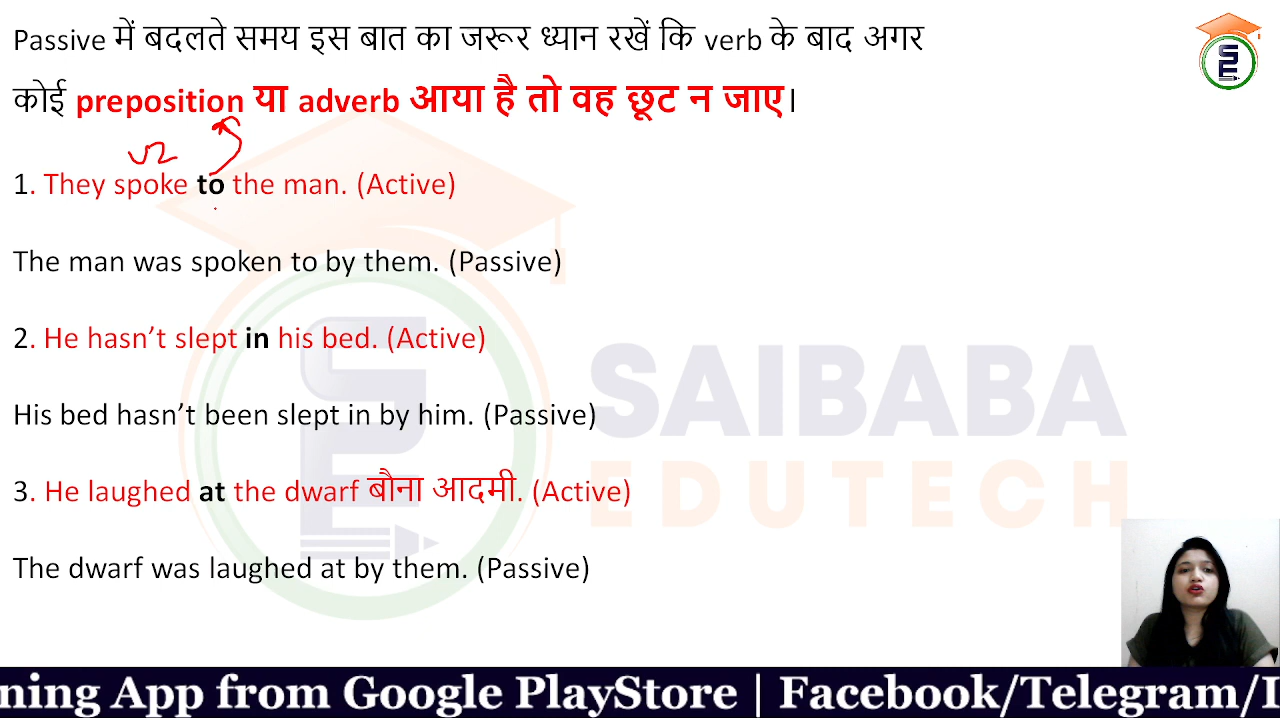 Passive में बदलते समय इस बात का जरूर ध्यान रखें कि verb के बाद अगर
कोई preposition या adverb आया है तो वह छूट न जाए।
V2
1. They spoke to the man. (Active)
The man was spoken to by them. (Passive)
2. He hasn’t slept in his bed. (Active)
His bed hasn’t been slept in by him. (Passive)
3. He laughed at the dwarf बौना आदमी. (Active)
The dwarf was laughed at by them. (Passive)
SAIBABA
EDUTECH
ning App from Google PlayStore | Facebook/Telegram/I